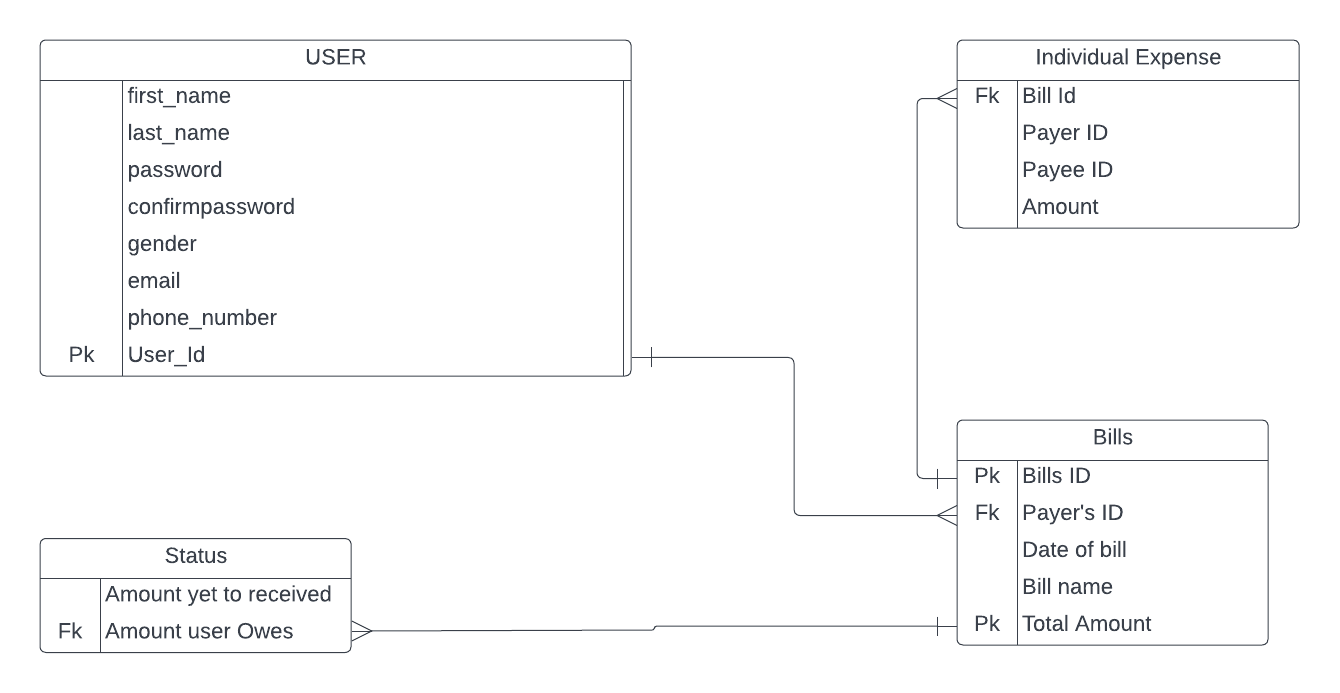 USER
first_name
last_name
password
confirmpassword
gender
email
phone_number
Pk User_Id
Individual Expense
Fk Bill Id
Payer ID
Payee ID
Amount
Bills
Pk Bills ID
Fk Payer's ID
Date of bill
Bill name
Pk Total Amount
Status
Amount yet to received
Fk Amount user Owes